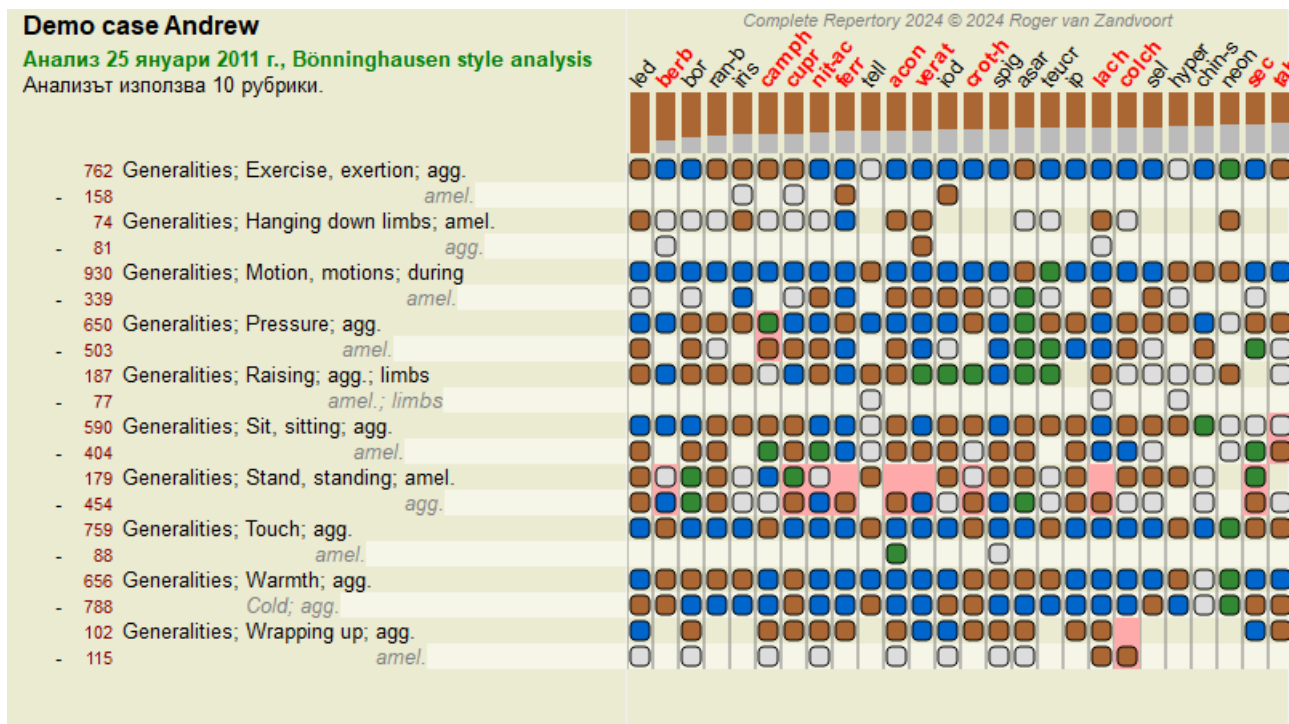 Demo case Andrew
Complete Repertory 2024 © 2024 Roger van Zandvoort
Анализ 25 януари 2011 г., Bönninghausen style analysis
Анализът използва 10 рубрики.
led berb bor ran-b iris camph cupr nit-ac ferr tell acon verat iod crot-h spig asar teucr ip lach colch sel hyper chin-s neon sec tab
762 Generalities; Exercise, exertion; agg.
- 158 amel.
74 Generalities; Hanging down limbs; amel.
- 81 agg.
930 Generalities; Motion, motions; during
- 339 amel.
650 Generalities; Pressure; agg.
- 503 amel.
187 Generalities; Raising; agg.; limbs
- 77 amel.; limbs
590 Generalities; Sit, sitting; agg.
- 404 amel.
179 Generalities; Stand, standing; amel.
- 454 agg.
759 Generalities; Touch; agg.
- 88 amel.
656 Generalities; Warmth; agg.
- 788 Cold; agg.
102 Generalities; Wrapping up; agg.
- 115 amel.